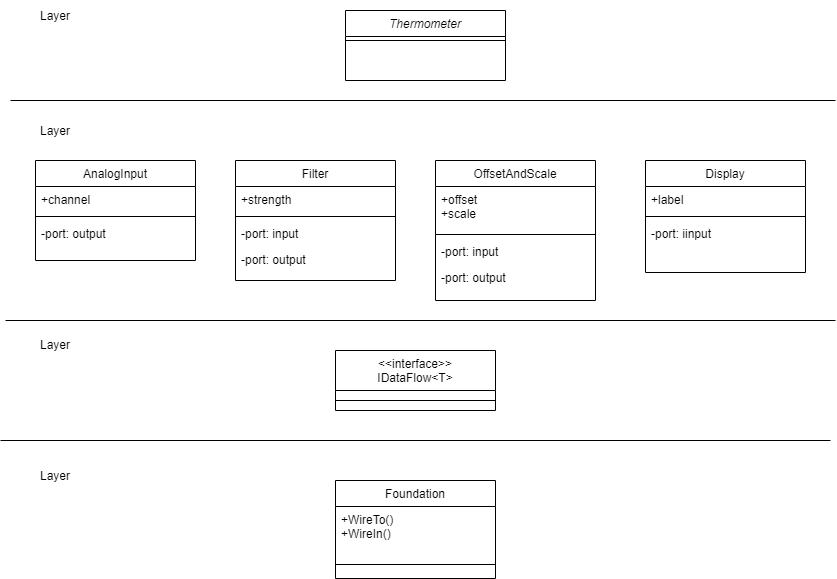 Layer
Thermometer
Layer
AnalogInput
+channel
-port: output
Filter
+strength
-port: input
-port: output
OffsetAndScale
+offset
+scale
-port: input
-port: output
Display
+label
-port: iinput
Layer
<<interface>>
IDataFlow<T>
Layer
Foundation
+WireTo()
+WireIn()